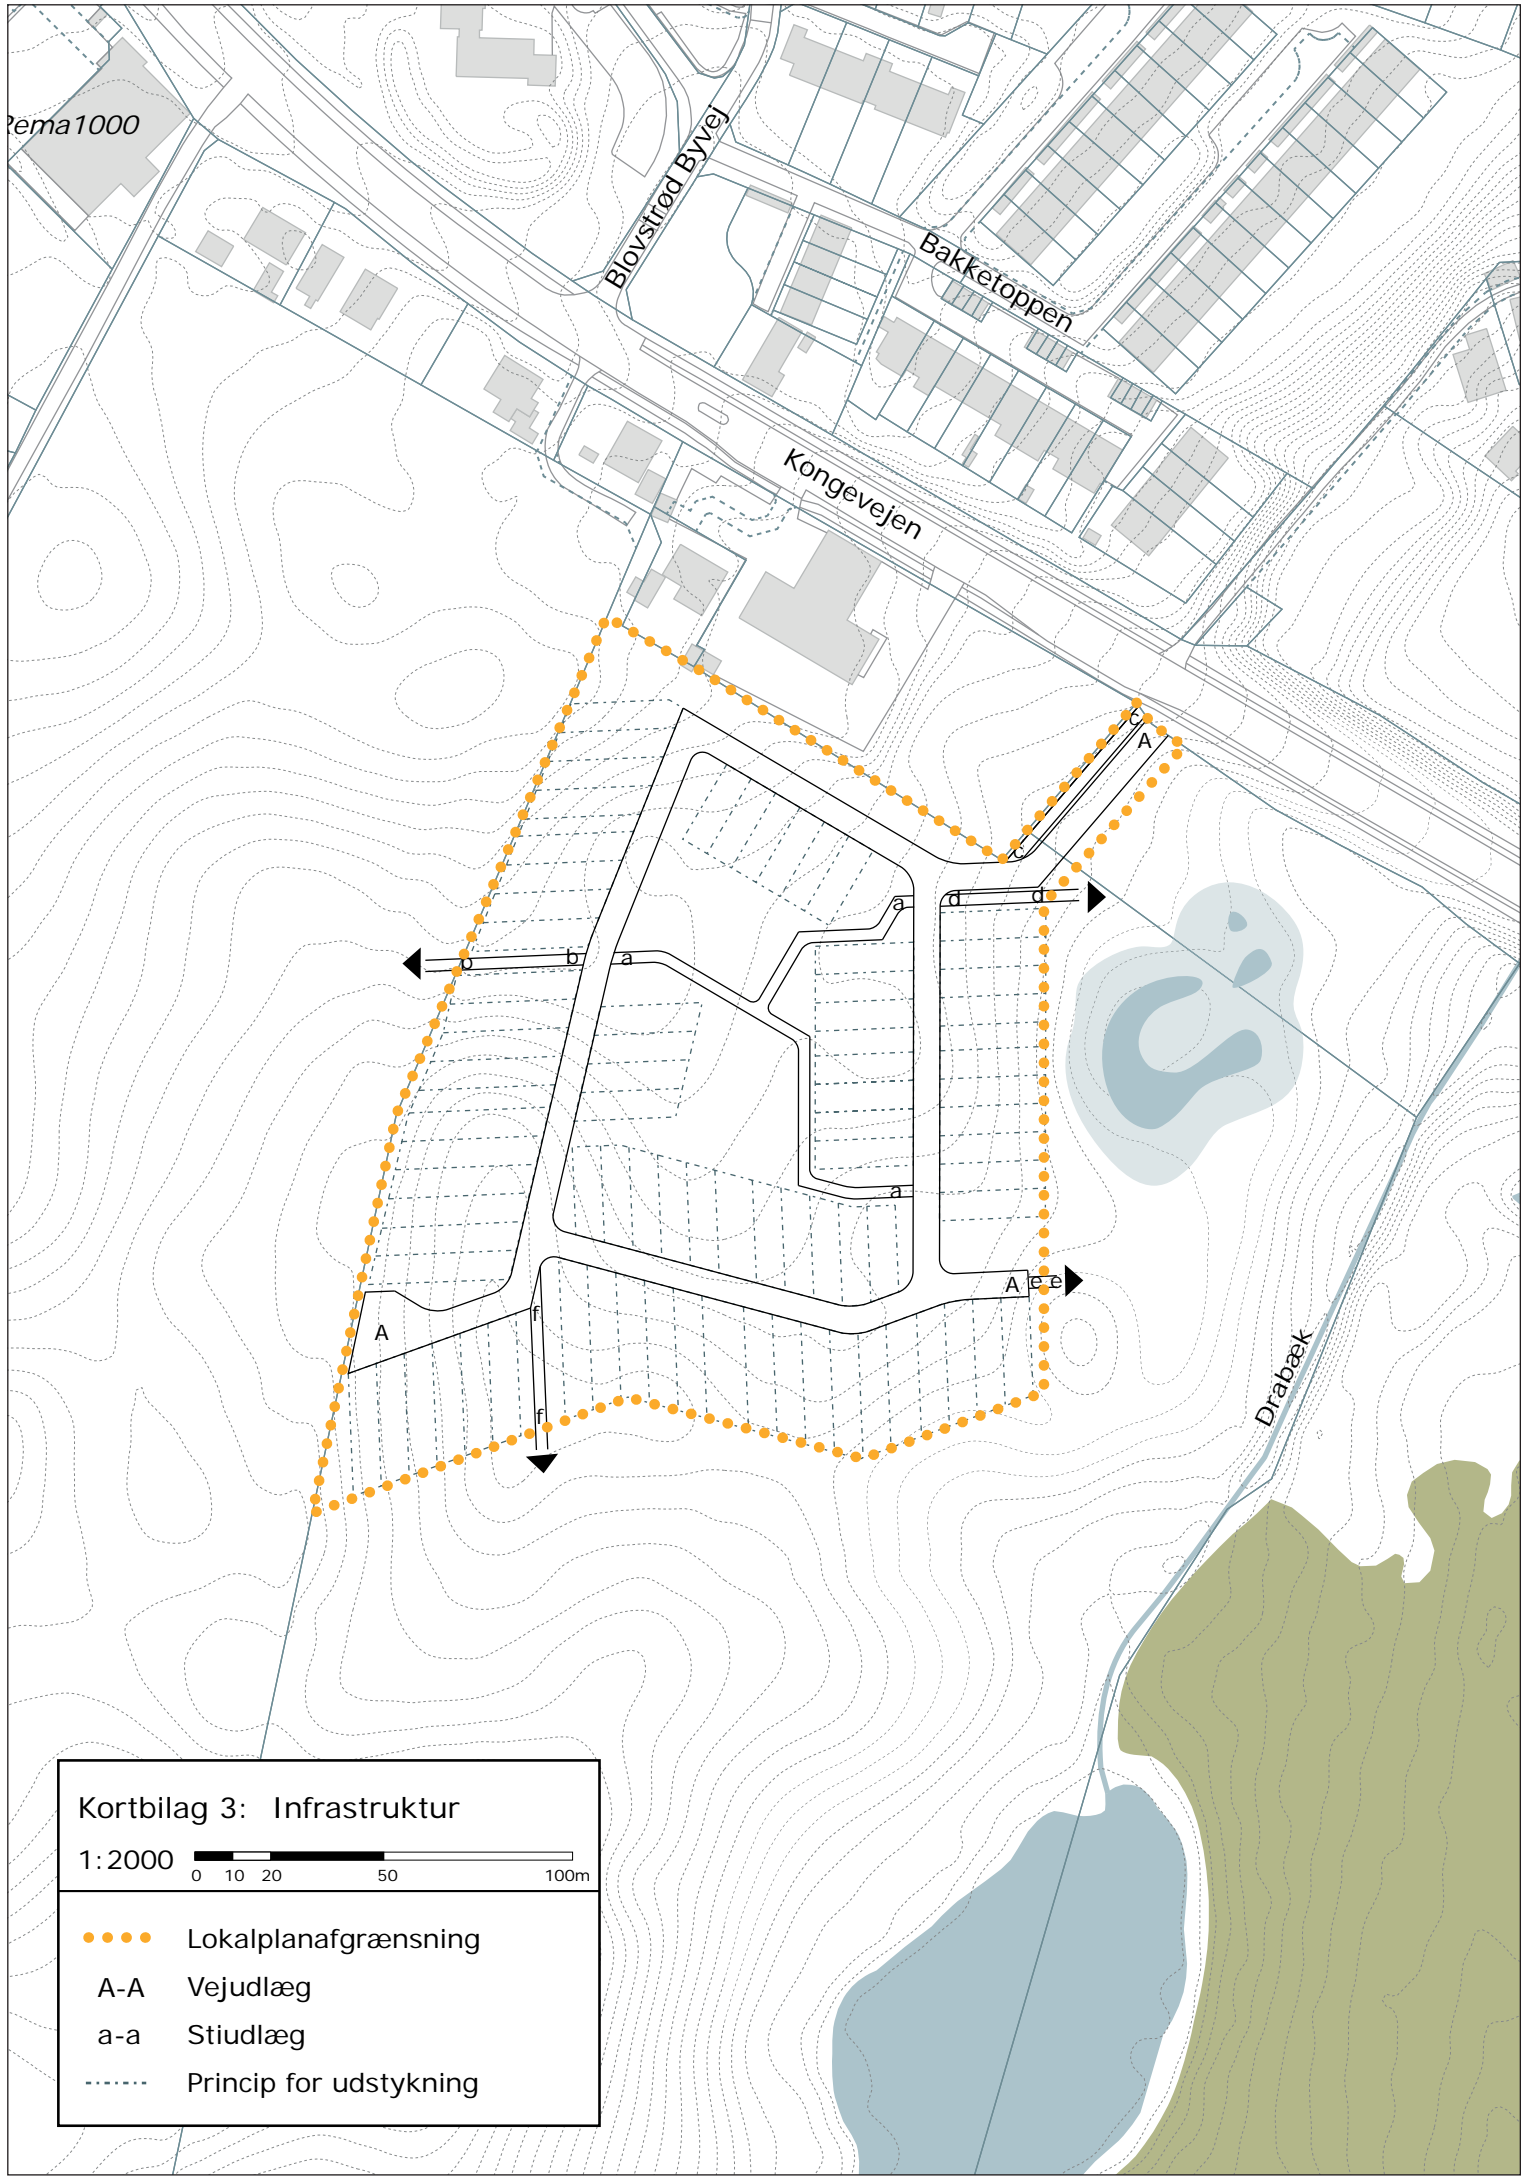 Rema1000
Blovstrød Byvej
Bakketoppen
Kongevejen
c
A
c
a
d
d
b
b
a
a
A
e
e
A
f
f
Drabæk
Kortbilag 3: Infrastruktur
1:2000
0 10 20 50 100m
Lokalplanafgrænsning
A-A Vejudlæg
a-a Stiudlæg
Princip for udstykning